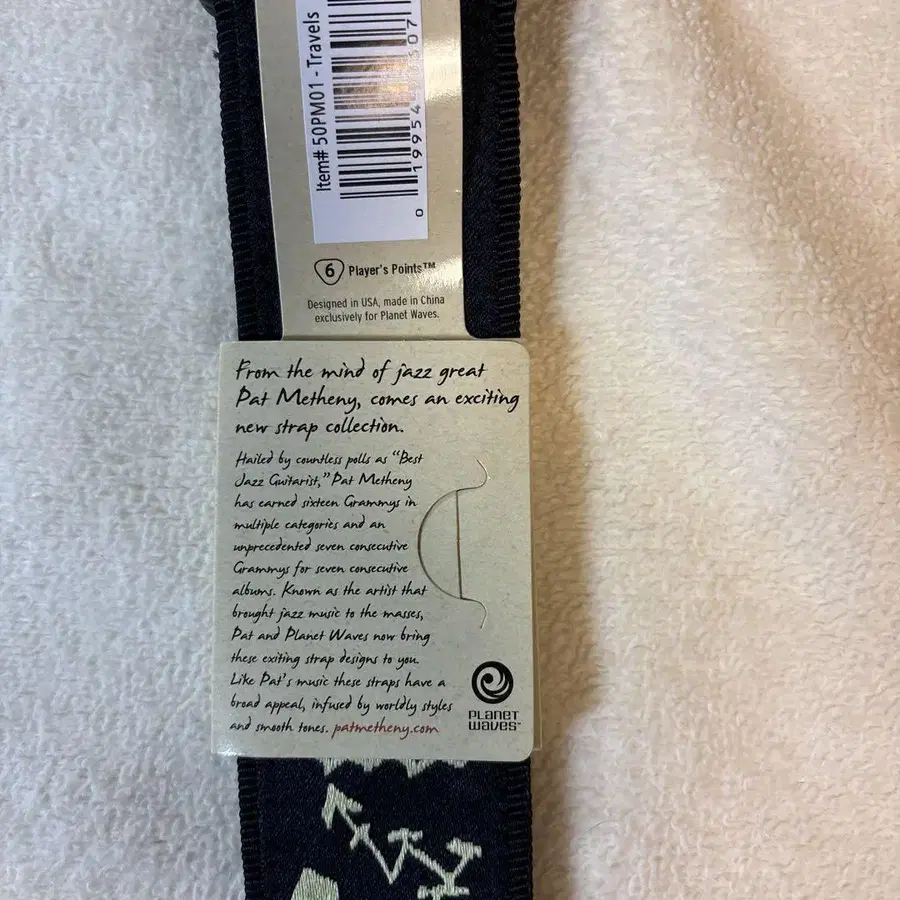 Item# 50PM01 - Travels
0 19954
6 Player's Points™
Designed in USA, made in China
exclusively for Planet Waves.
From the mind of jazz great
Pat Metheny, comes an exciting
new strap collection.
Hailed by countless polls as “Best
Jazz Guitarist,” Pat Metheny
has earned sixteen Grammys in
multiple categories and an
unprecedented seven consecutive
Grammys for seven consecutive
albums. Known as the artist that
brought jazz music to the masses,
Pat and Planet Waves now bring
these exiting strap designs to you.
Like Pat's music these straps have a
broad appeal, infused by worldly styles
and smooth tones. patmetheny.com
PLANET
WAVES™